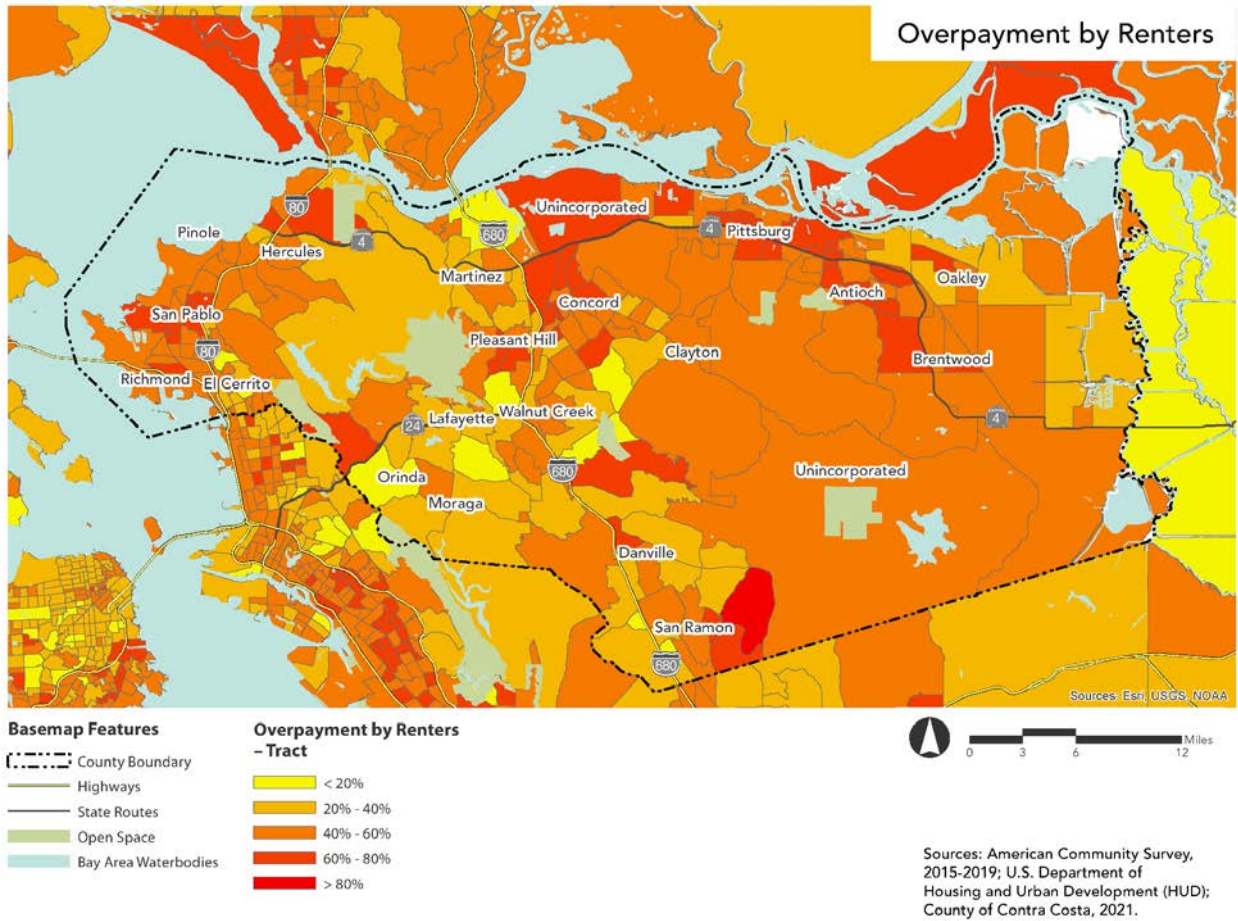 Overpayment by Renters
80
Unincorporated
Pinole
4
680
4
Pittsburg
Hercules
Martinez
Oakley
Antioch
Concord
San Pablo
Pleasant Hill
80
Clayton
Brentwood
Richmond
El Cerrito
Lafayette
Walnut Creek
4
24
680
Unincorporated
Orinda
Moraga
Danville
San Ramon
680
Sources: Esri, USGS, NOAA
Basemap Features
County Boundary
Highways
State Routes
Open Space
Bay Area Waterbodies
Overpayment by Renters
– Tract
< 20%
20% - 40%
40% - 60%
60% - 80%
> 80%
Miles
0 3 6 12
Sources: American Community Survey,
2015-2019; U.S. Department of
Housing and Urban Development (HUD);
County of Contra Costa, 2021.